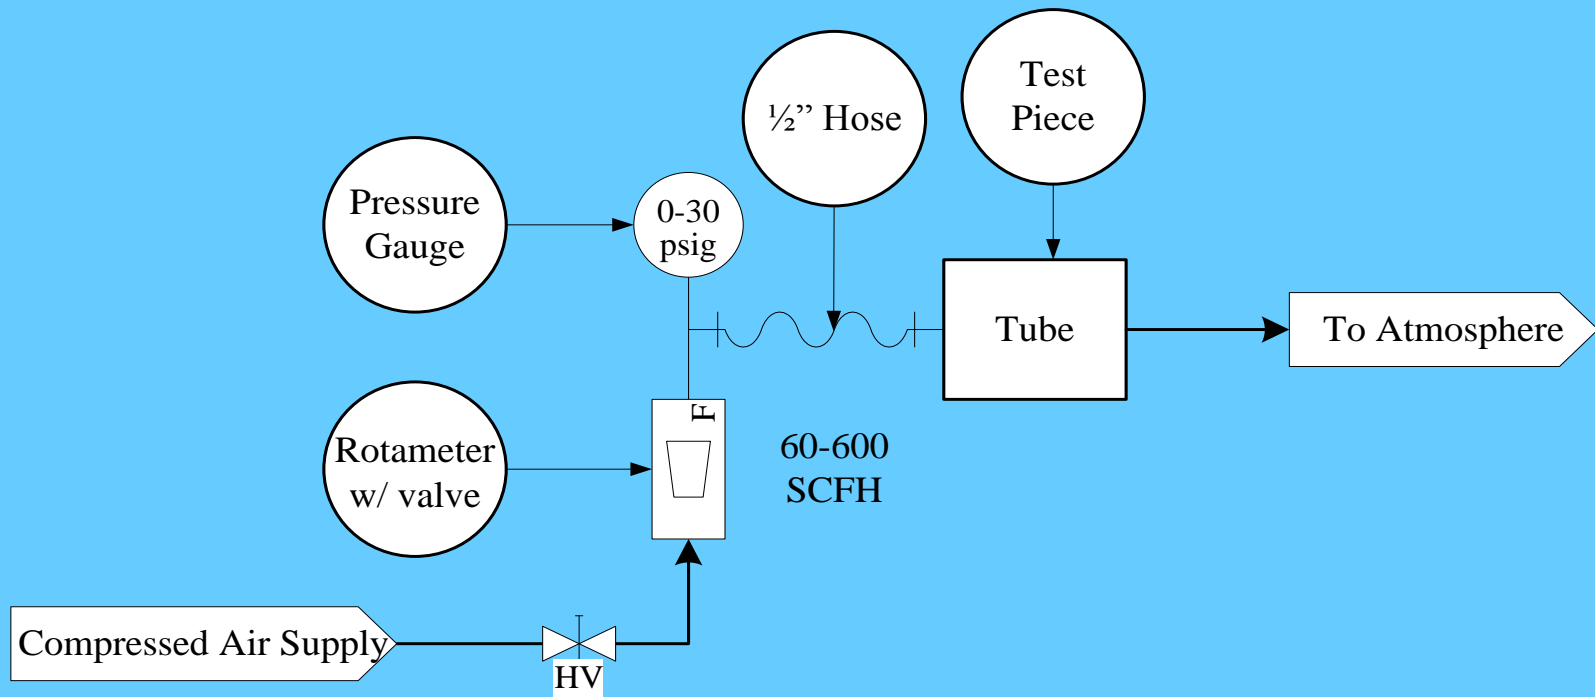 ½” Hose
Test
Piece
Pressure
Gauge
0-30
psig
Tube
To Atmosphere
F
Rotameter
w/ valve
60-600
SCFH
Compressed Air Supply
HV